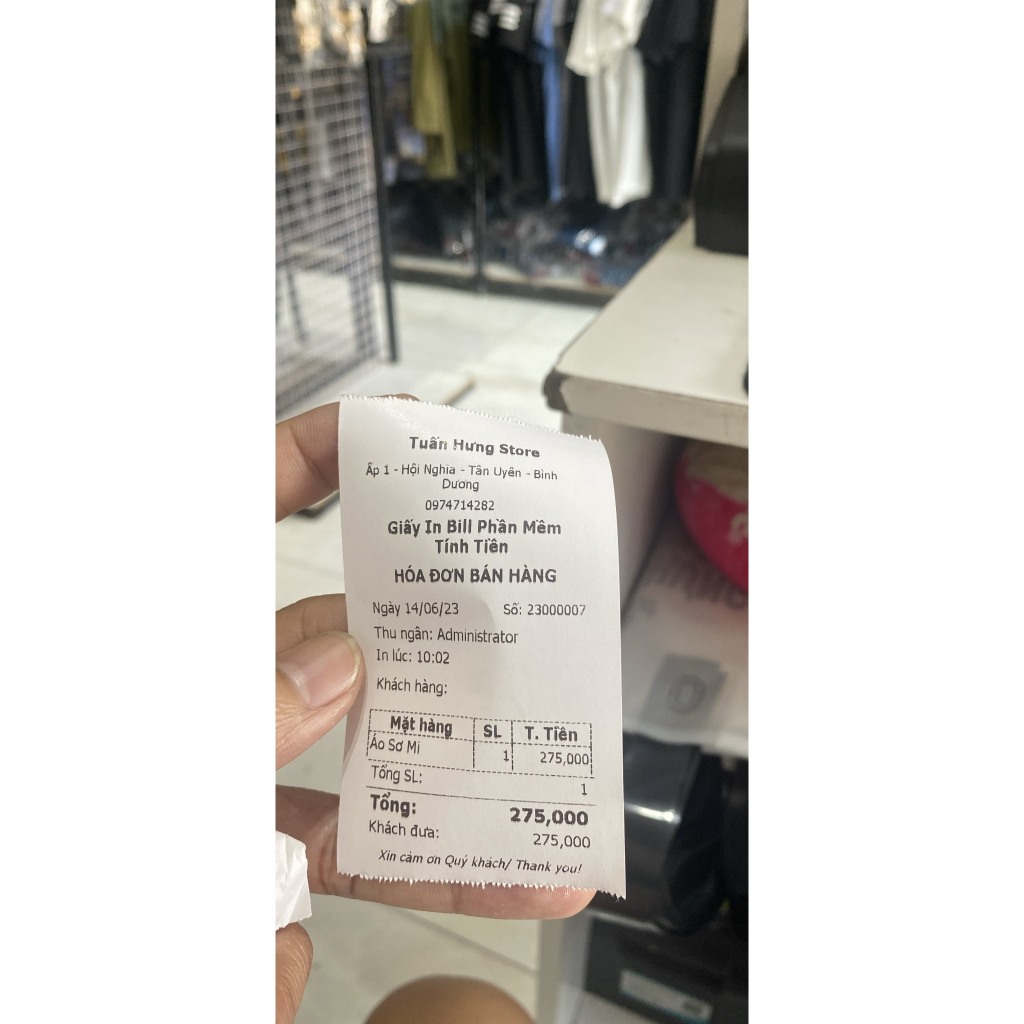 Tuấn Hưng Store
Ấp 1 - Hội Nghia - Tân Uyên - Bình
Dương
0974714282
Giấy In Bill Phần Mềm
Tính Tiền
HÓA ĐƠN BÁN HÀNG
Ngày 14/06/23 Số: 23000007
Thu ngân: Administrator
In lúc: 10:02
Khách hàng:
Mặt hàng SL T. Tiền
Áo Sơ Mi 1 275,000
Tổng SL: 1
Tổng: 275,000
Khách đưa: 275,000
Xin cảm ơn Quý khách/ Thank you!